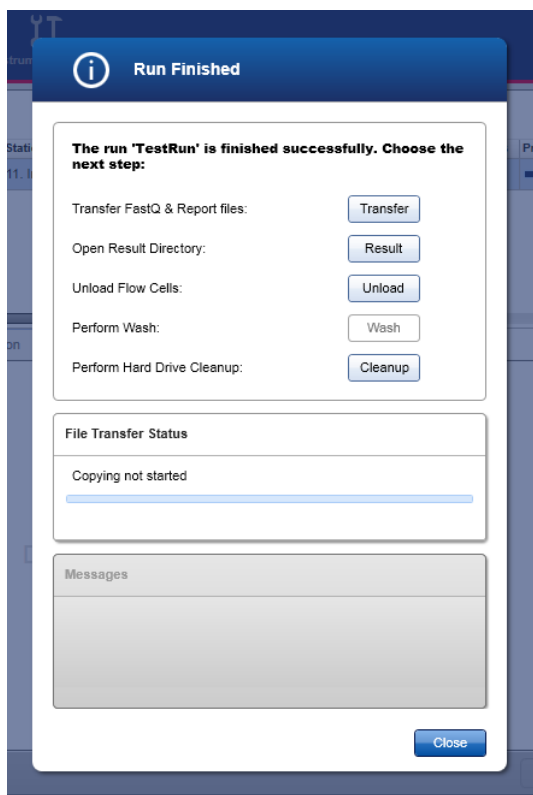 Run Finished
The run 'TestRun' is finished successfully. Choose the
next step:
Transfer FastQ & Report files:
Transfer
Open Result Directory:
Result
Unload Flow Cells:
Unload
Perform Wash:
Wash
Perform Hard Drive Cleanup:
Cleanup
File Transfer Status
Copying not started
Messages
Close